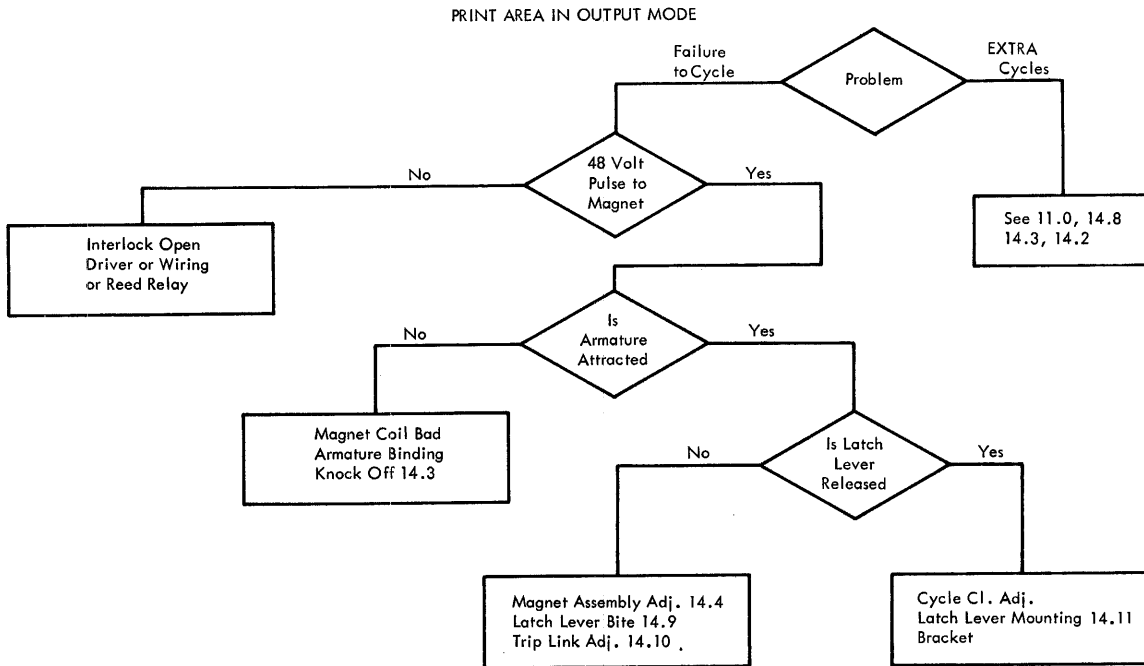 PRINT AREA IN OUTPUT MODE
Failure
to Cycle
Problem
EXTRA
Cycles
No
48 Volt
Pulse to
Magnet
Yes
Interlock Open
Driver or Wiring
or Reed Relay
See 11.0, 14.8
14.3, 14.2
No
Is
Armature
Attracted
Yes
Magnet Coil Bad
Armature Binding
Knock Off 14.3
No
Is Latch
Lever
Released
Yes
Magnet Assembly Adj. 14.4
Latch Lever Bite 14.9
Trip Link Adj. 14.10
Cycle Cl. Adj.
Latch Lever Mounting 14.11
Bracket